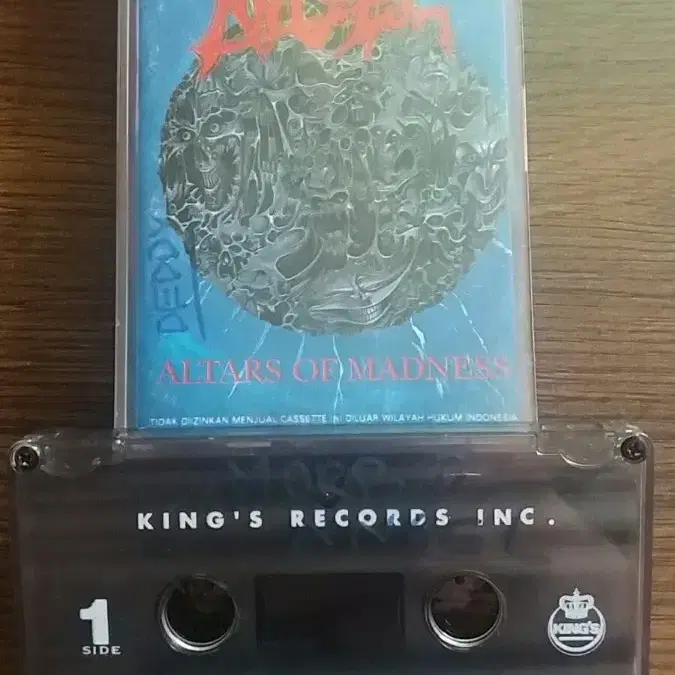 DEDDY
ALTARS OF MADNESS
TIDAK DIIZINKAN MENJUAL CASSETTE INI DILUAR WILAYAH HUKUM INDONESIA
KING'S RECORDS INC.
1
SIDE
KING'S